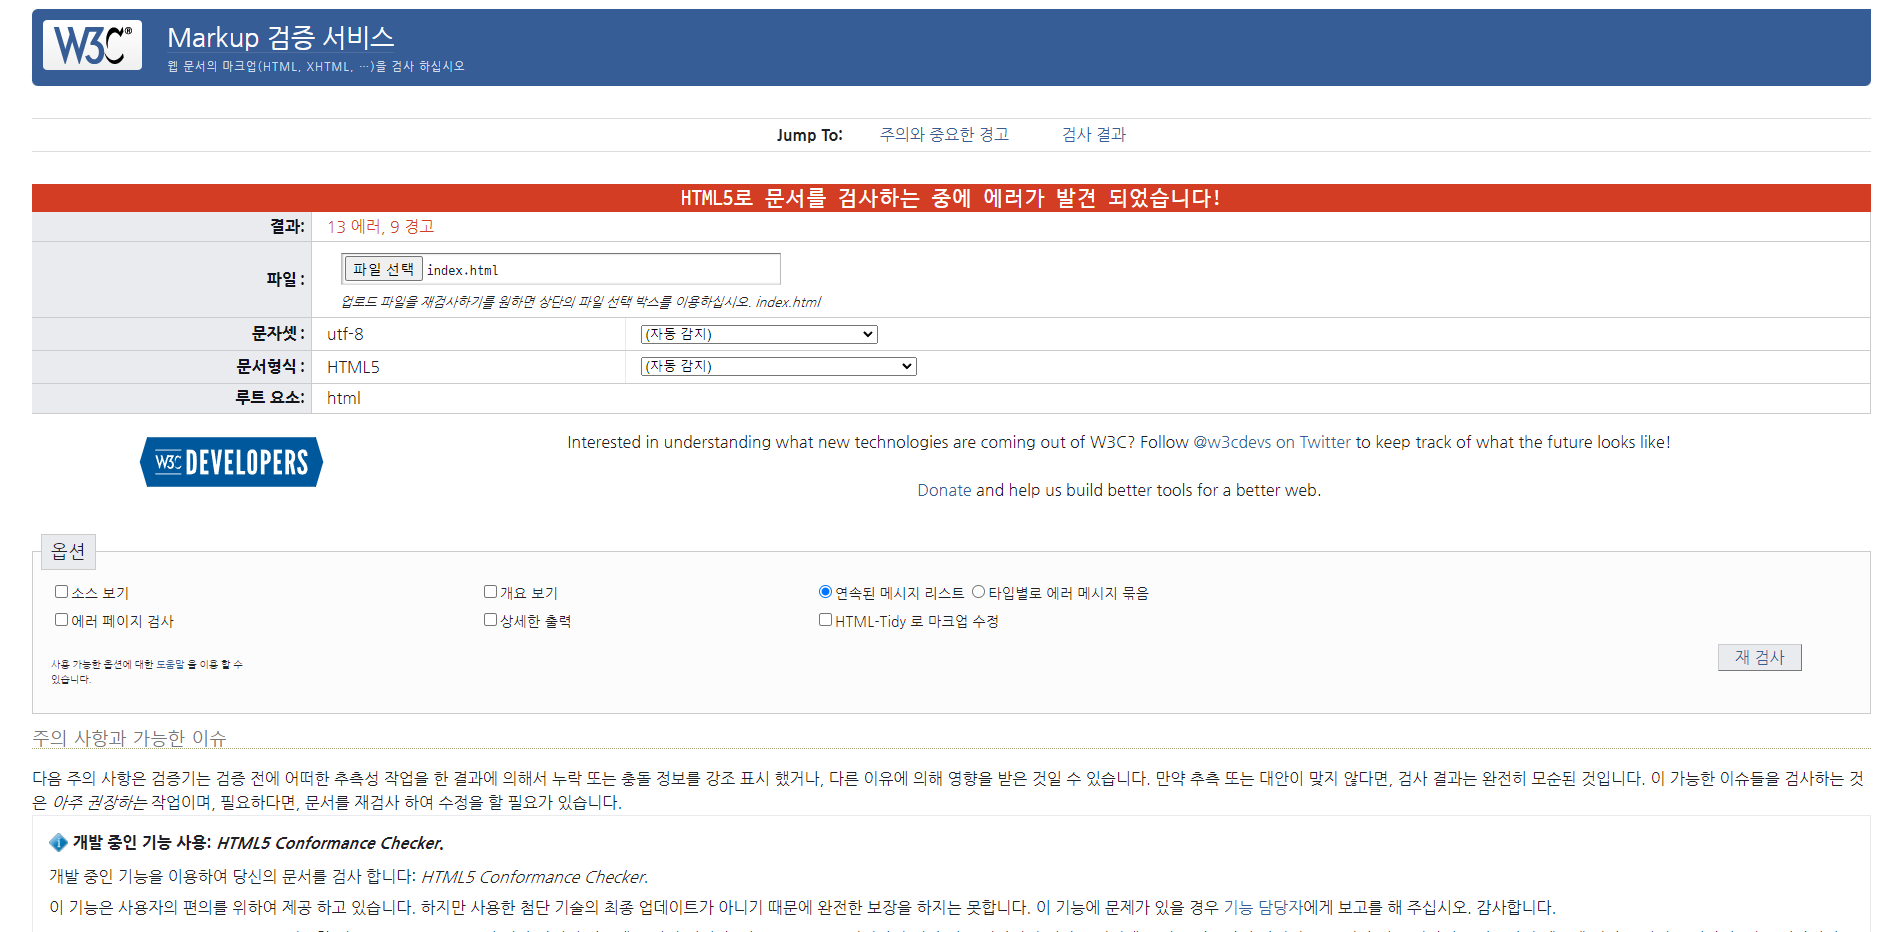 W3C®
Markup 검증 서비스
웹 문서의 마크업(HTML, XHTML, …)을 검사 하십시오
Jump To: 주의와 중요한 경고 검사 결과
HTML5로 문서를 검사하는 중에 에러가 발견 되었습니다!
결과: 13 에러, 9 경고
파일 : 파일 선택 index.html
업로드 파일을 재검사하기를 원하면 상단의 파일 선택 박스를 이용하십시오. index.html
문자셋 : utf-8 (자동 감지)
문서형식 : HTML5 (자동 감지)
루트 요소: html
W3C DEVELOPERS
Interested in understanding what new technologies are coming out of W3C? Follow @w3cdevs on Twitter to keep track of what the future looks like!
Donate and help us build better tools for a better web.
옵션
소스 보기 개요 보기 연속된 메시지 리스트 타입별로 에러 메시지 묶음
에러 페이지 검사 상세한 출력 HTML-Tidy 로 마크업 수정
사용 가능한 옵션에 대한 도움말 을 이용 할 수
있습니다.
재 검사
주의 사항과 가능한 이슈
다음 주의 사항은 검증기는 검증 전에 어떠한 추측성 작업을 한 결과에 의해서 누락 또는 충돌 정보를 강조 표시 했거나, 다른 이유에 의해 영향을 받은 것일 수 있습니다. 만약 추측 또는 대안이 맞지 않다면, 검사 결과는 완전히 모순된 것입니다. 이 가능한 이슈들을 검사하는 것
은 아주 권장하는 작업이며, 필요하다면, 문서를 재검사 하여 수정을 할 필요가 있습니다.
개발 중인 기능 사용: HTML5 Conformance Checker.
개발 중인 기능을 이용하여 당신의 문서를 검사 합니다: HTML5 Conformance Checker.
이 기능은 사용자의 편의를 위하여 제공 하고 있습니다. 하지만 사용한 첨단 기술의 최종 업데이트가 아니기 때문에 완전한 보장을 하지는 못합니다. 이 기능에 문제가 있을 경우 기능 담당자에게 보고를 해 주십시오. 감사합니다.